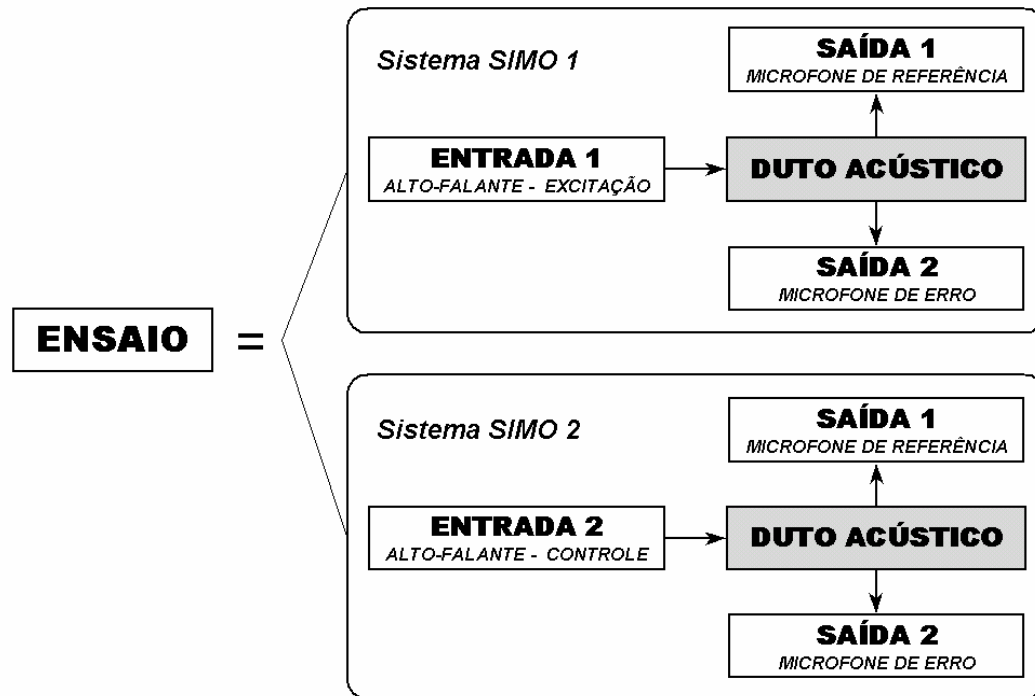 Sistema SIMO 1
SAÍDA 1
MICROFONE DE REFERÊNCIA
ENTRADA 1
ALTO-FALANTE - EXCITAÇÃO
DUTO ACÚSTICO
SAÍDA 2
MICROFONE DE ERRO
ENSAIO =
Sistema SIMO 2
SAÍDA 1
MICROFONE DE REFERÊNCIA
ENTRADA 2
ALTO-FALANTE - CONTROLE
DUTO ACÚSTICO
SAÍDA 2
MICROFONE DE ERRO